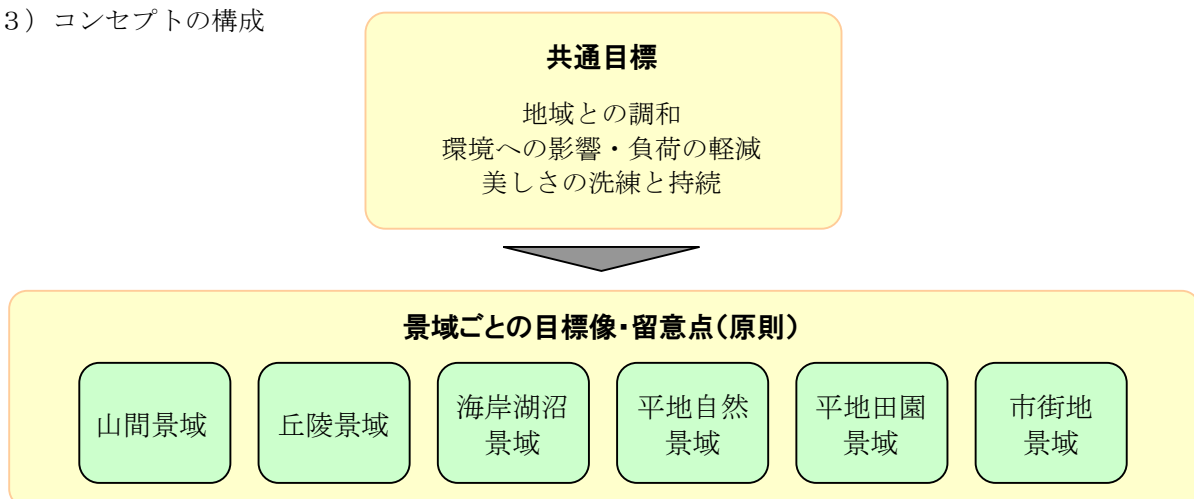 3）コンセプトの構成
共通目標
地域との調和
環境への影響・負荷の軽減
美しさの洗練と持続
景域ごとの目標像・留意点（原則）
山間景域
丘陵景域
海岸湖沼
景域
平地自然
景域
平地田園
景域
市街地
景域